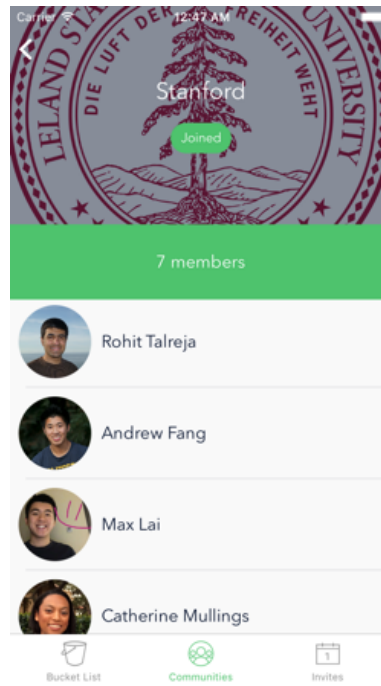 Carrier 12:47 AM
LELAND STANFORD UNIVERSITY
DIE LUFT DER FREIHEIT WEHT
Stanford
Joined
7 members
Rohit Talreja
Andrew Fang
Max Lai
Catherine Mullings
1
Bucket List
Communities
Invites